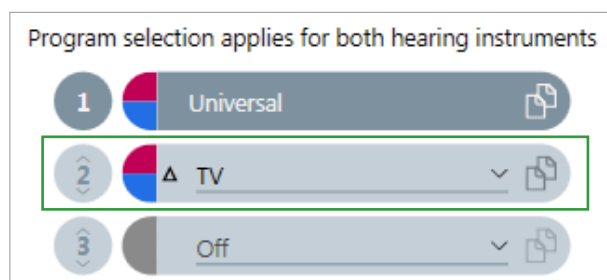 Program selection applies for both hearing instruments
1 Universal
2 Δ TV
3 Off